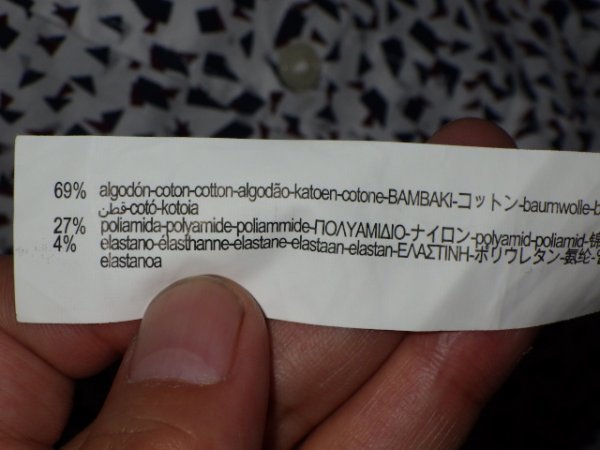 69% algodón-coton-cotton-algodão-katoen-cotone-BAMBAKI-コットン-baumwolle-b
قطن-cotó-kotoia
27% poliamida-polyamide-poliammide-ΠΟΛΥΑΜΙΔΙΟ-ナイロン-polyamid-poliamid-锦
4% elastano-élasthanne-elastane-elastaan-elastan-ΕΛΑΣΤΙΝΗ-ポリウレタン-氨纶
elastanoa